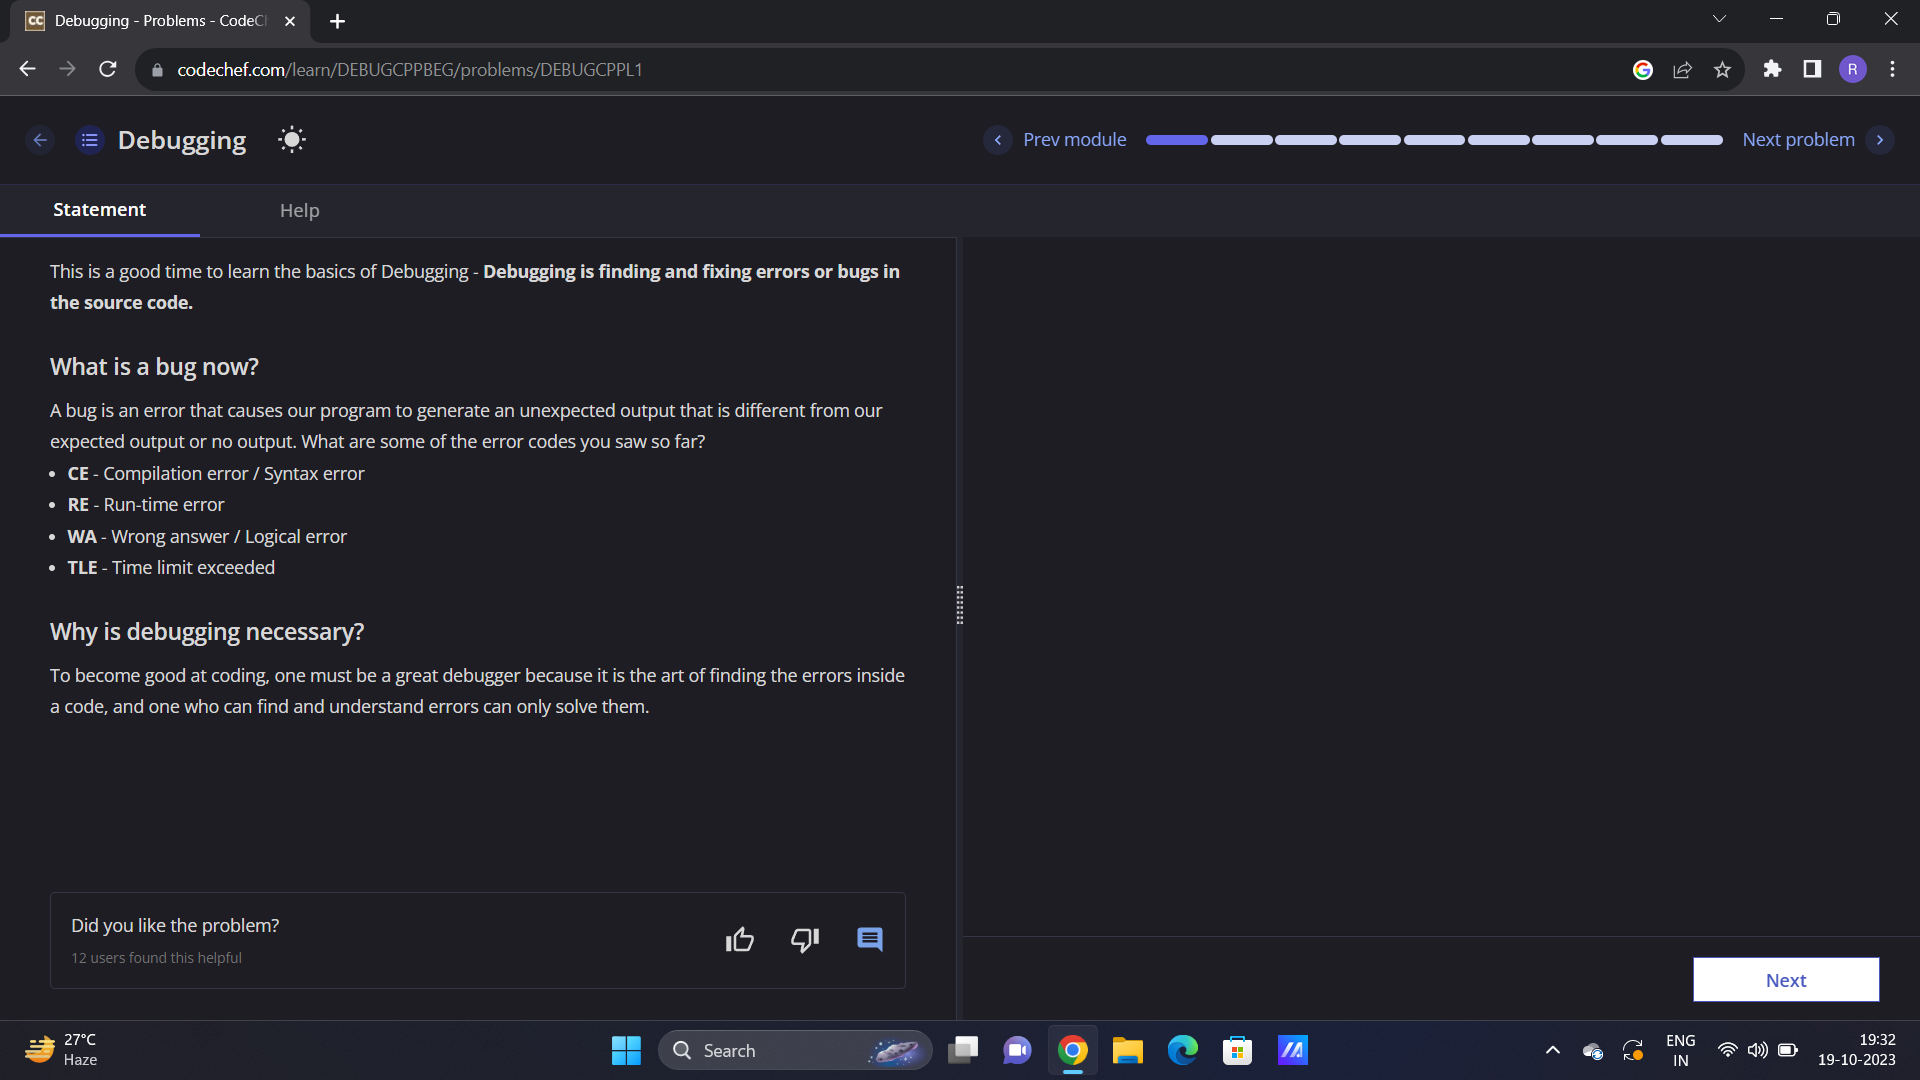 Debugging - Problems - CodeCh
codechef.com/learn/DEBUGCPPBEG/problems/DEBUGCPPL1
R
Debugging
Prev module
Next problem
Statement
Help
This is a good time to learn the basics of Debugging - Debugging is finding and fixing errors or bugs in
the source code.
What is a bug now?
A bug is an error that causes our program to generate an unexpected output that is different from our
expected output or no output. What are some of the error codes you saw so far?
• CE - Compilation error / Syntax error
• RE - Run-time error
• WA - Wrong answer / Logical error
• TLE - Time limit exceeded
Why is debugging necessary?
To become good at coding, one must be a great debugger because it is the art of finding the errors inside
a code, and one who can find and understand errors can only solve them.
Did you like the problem?
12 users found this helpful
Next
27°C
Haze
Search
ENG
IN
19:32
19-10-2023